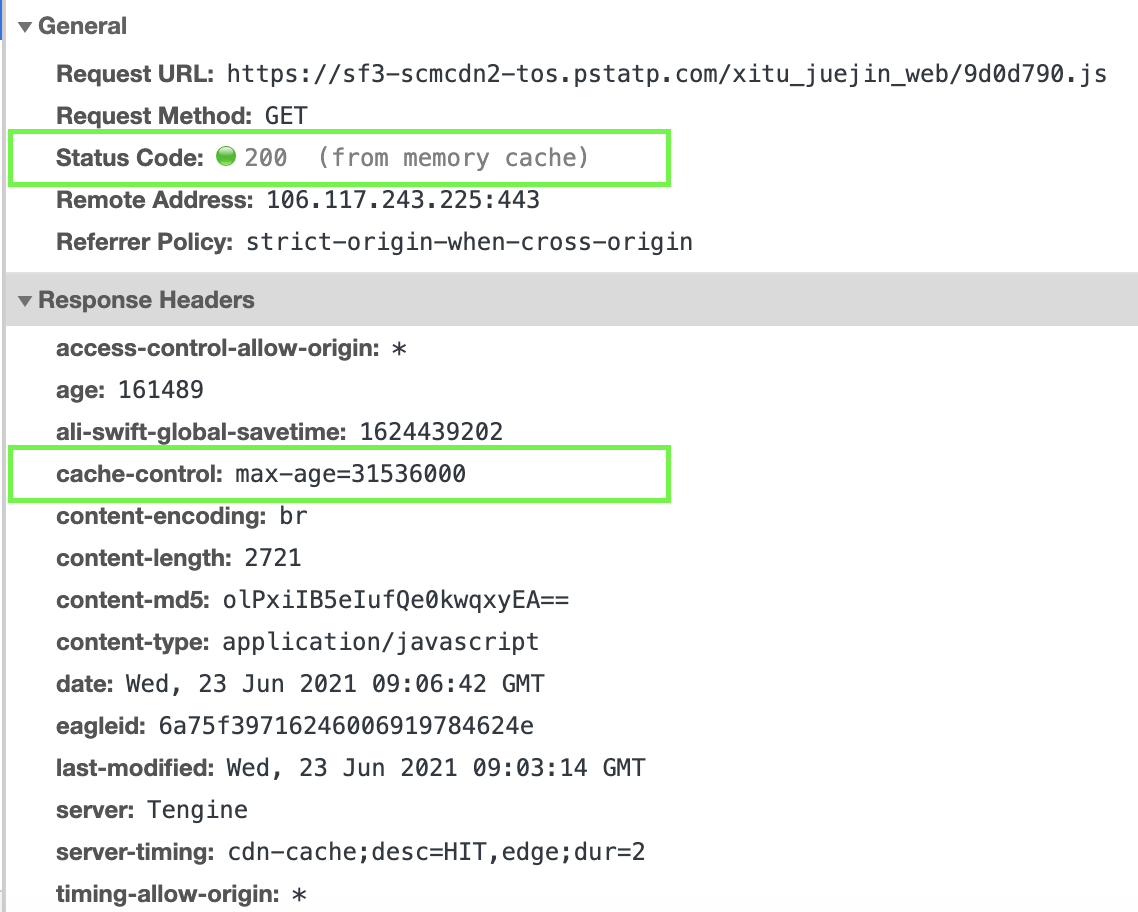 General
Request URL: https://sf3-scmcdn2-tos.pstatp.com/xitu_juejin_web/9d0d790.js
Request Method: GET
Status Code: 200 (from memory cache)
Remote Address: 106.117.243.225:443
Referrer Policy: strict-origin-when-cross-origin
Response Headers
access-control-allow-origin: *
age: 161489
ali-swift-global-savetime: 1624439202
cache-control: max-age=31536000
content-encoding: br
content-length: 2721
content-md5: olPxiIB5eIufQe0kwqxyEA==
content-type: application/javascript
date: Wed, 23 Jun 2021 09:06:42 GMT
eagleid: 6a75f39716246006919784624e
last-modified: Wed, 23 Jun 2021 09:03:14 GMT
server: Tengine
server-timing: cdn-cache;desc=HIT,edge;dur=2
timing-allow-origin: *